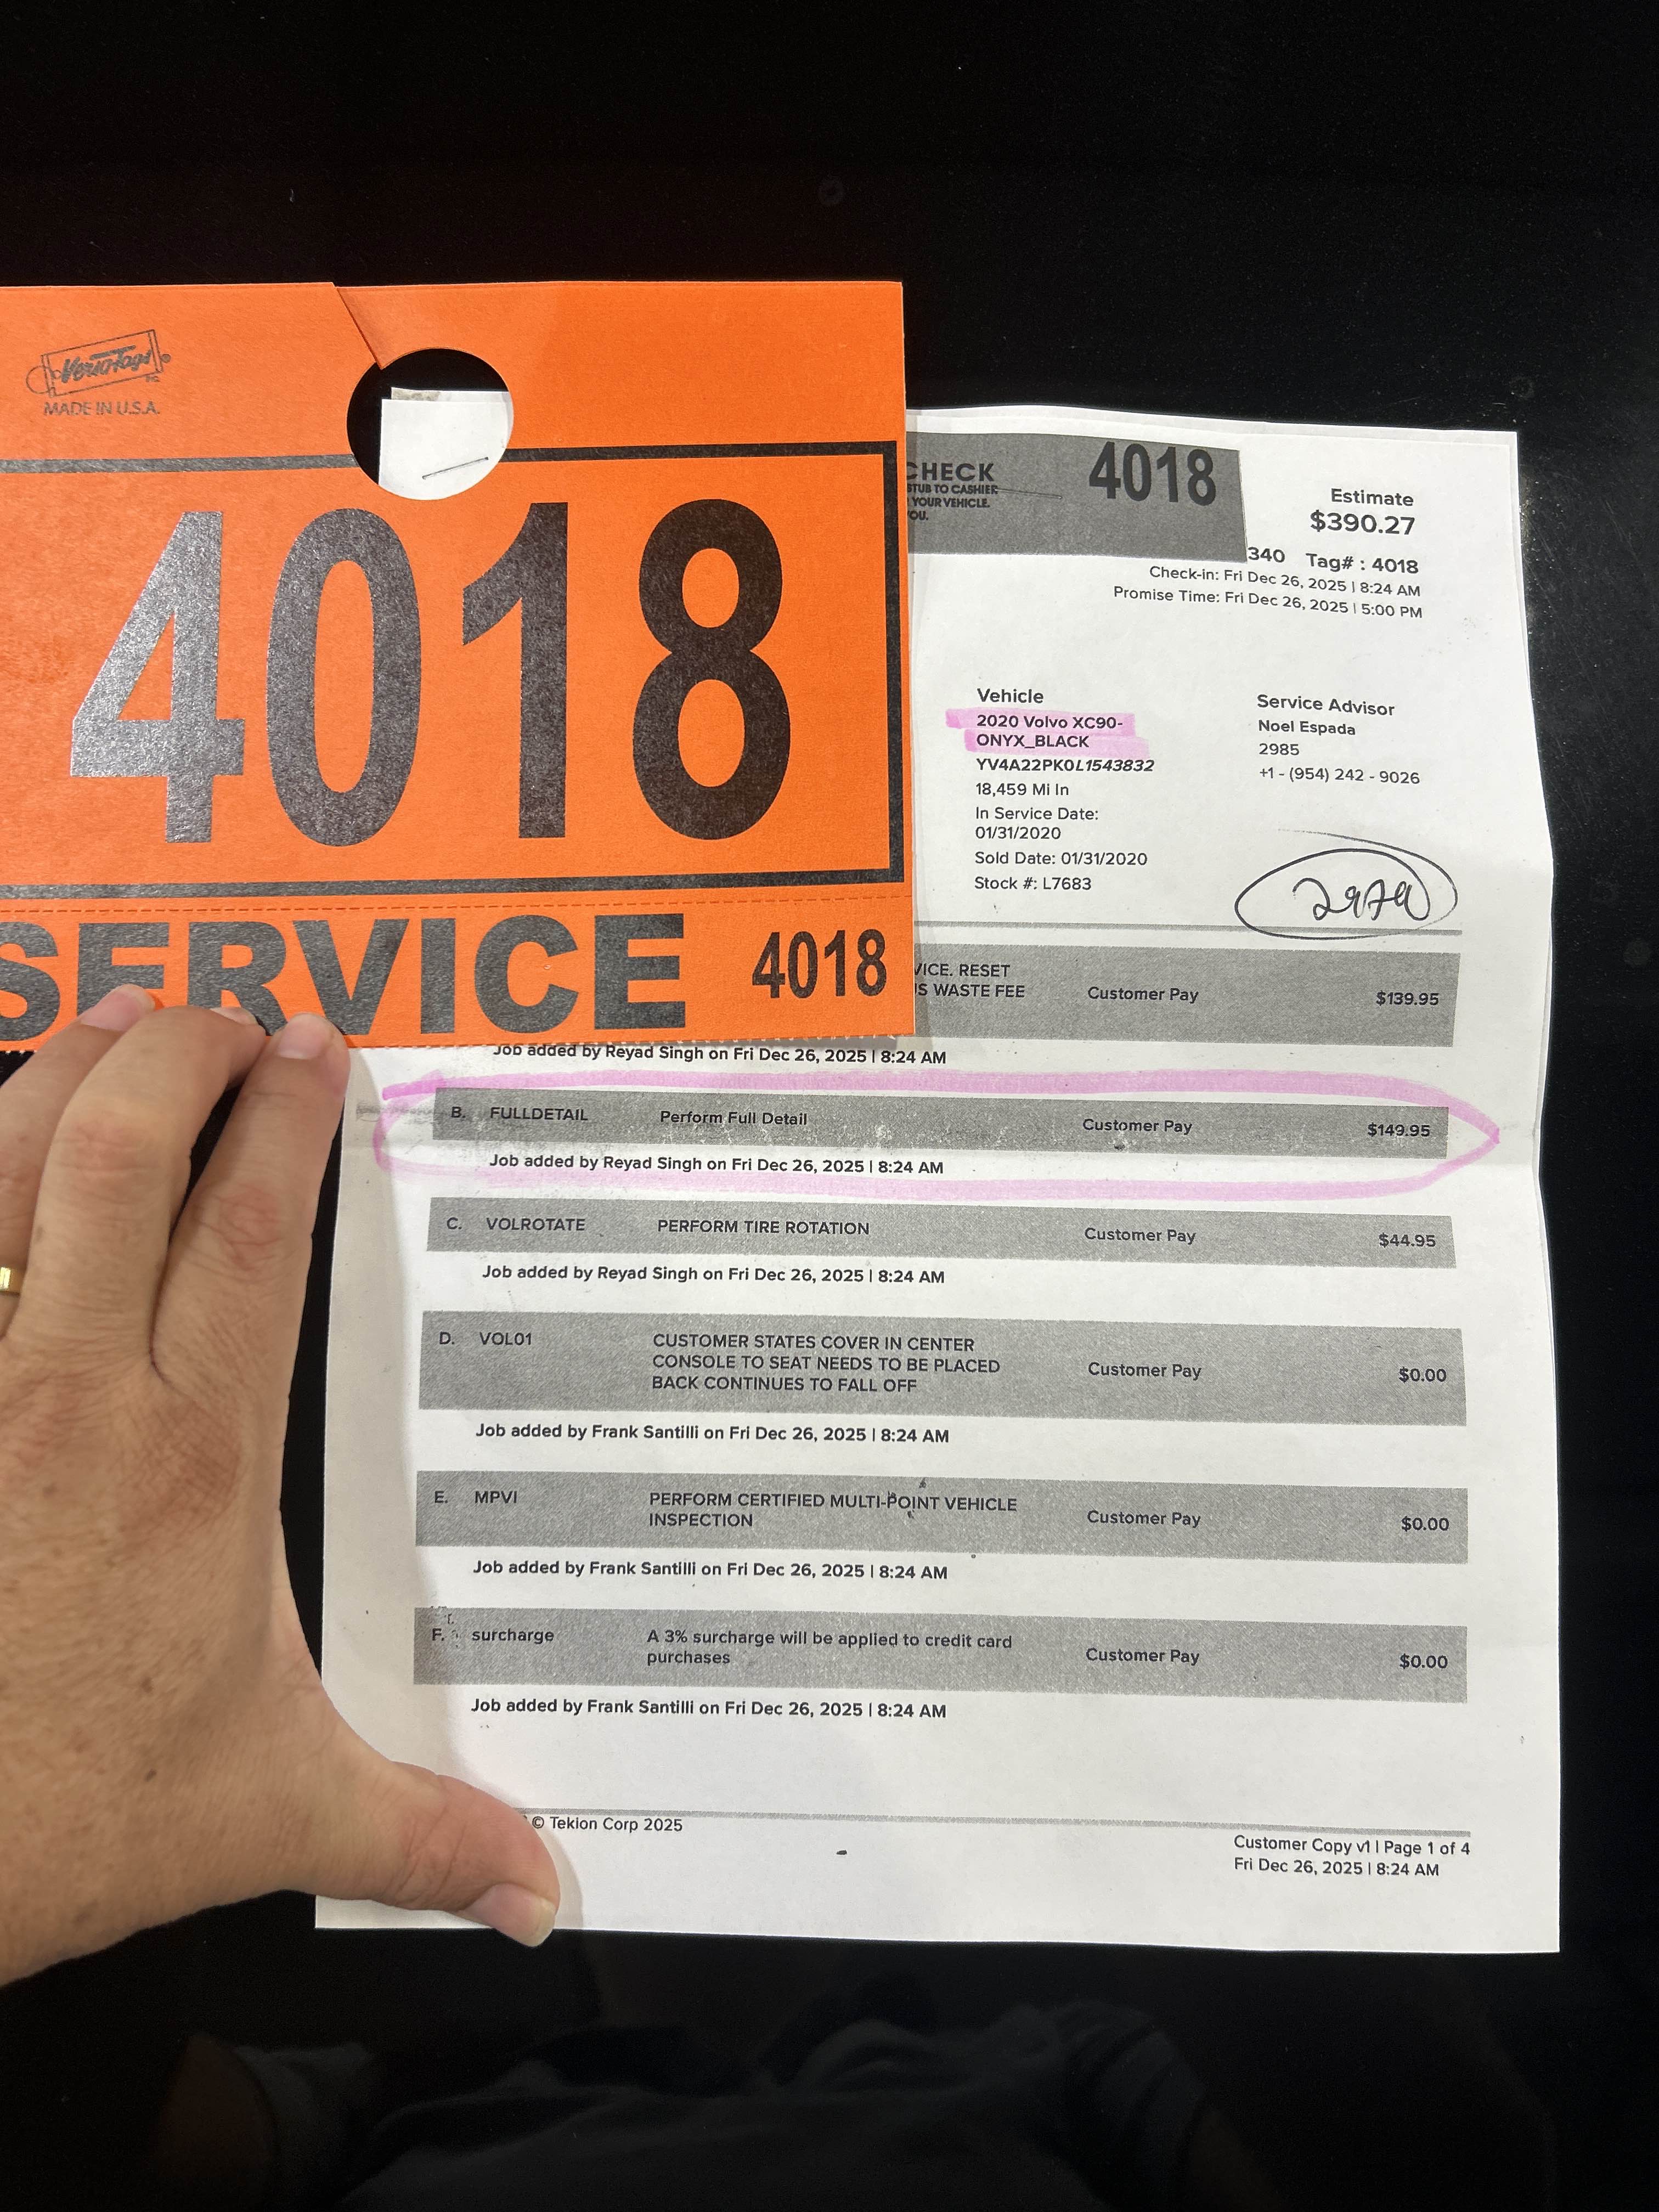 VersaTags
MADE IN U.S.A.
4018
SERVICE 4018
CHECK
STUB TO CASHIER
YOUR VEHICLE.
OU.
4018
Estimate
$390.27
340 Tag# : 4018
Check-in: Fri Dec 26, 2025 | 8:24 AM
Promise Time: Fri Dec 26, 2025 | 5:00 PM
Vehicle
2020 Volvo XC90-
ONYX_BLACK
YV4A22PK0L1543832
18,459 Mi In
In Service Date:
01/31/2020
Sold Date: 01/31/2020
Stock #: L7683
Service Advisor
Noel Espada
2985
+1 - (954) 242 - 9026
VICE. RESET
S WASTE FEE
Customer Pay
$139.95
Job added by Reyad Singh on Fri Dec 26, 2025 | 8:24 AM
B. FULLDETAIL Perform Full Detail Customer Pay $149.95
Job added by Reyad Singh on Fri Dec 26, 2025 | 8:24 AM
C. VOLROTATE PERFORM TIRE ROTATION Customer Pay $44.95
Job added by Reyad Singh on Fri Dec 26, 2025 | 8:24 AM
D. VOL01 CUSTOMER STATES COVER IN CENTER
CONSOLE TO SEAT NEEDS TO BE PLACED
BACK CONTINUES TO FALL OFF
Customer Pay
$0.00
Job added by Frank Santilli on Fri Dec 26, 2025 | 8:24 AM
E. MPVI PERFORM CERTIFIED MULTI-POINT VEHICLE
INSPECTION
Customer Pay
$0.00
Job added by Frank Santilli on Fri Dec 26, 2025 | 8:24 AM
F. surcharge A 3% surcharge will be applied to credit card
purchases
Customer Pay
$0.00
Job added by Frank Santilli on Fri Dec 26, 2025 | 8:24 AM
© Tekion Corp 2025
Customer Copy v1 | Page 1 of 4
Fri Dec 26, 2025 | 8:24 AM